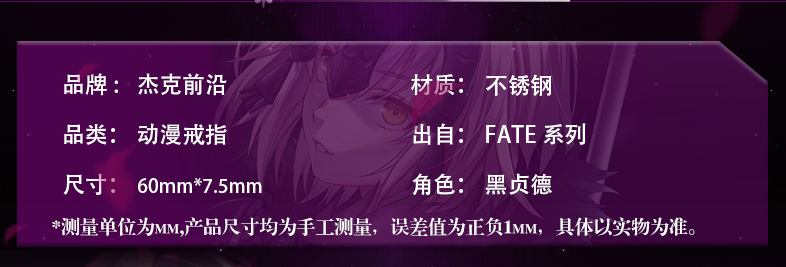 品牌： 杰克前沿 材质： 不锈钢
品类： 动漫戒指 出自： FATE 系列
尺寸： 60mm*7.5mm 角色： 黑贞德
*测量单位为MM,产品尺寸均为手工测量，误差值为正负1MM，具体以实物为准。